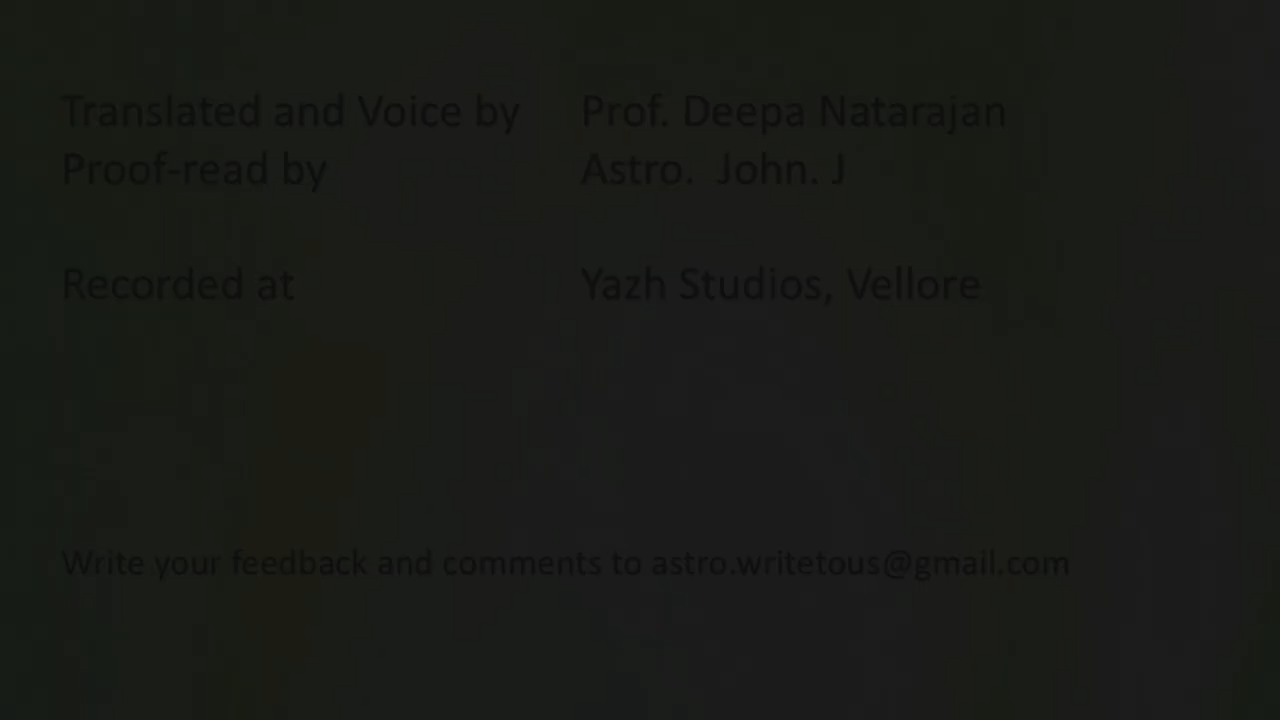 Translated and Voice by Prof. Deepa Natarajan
Proof-read by Astro. John. J
Recorded at Yazh Studios, Vellore
Write your feedback and comments to astro.writetous@gmail.com